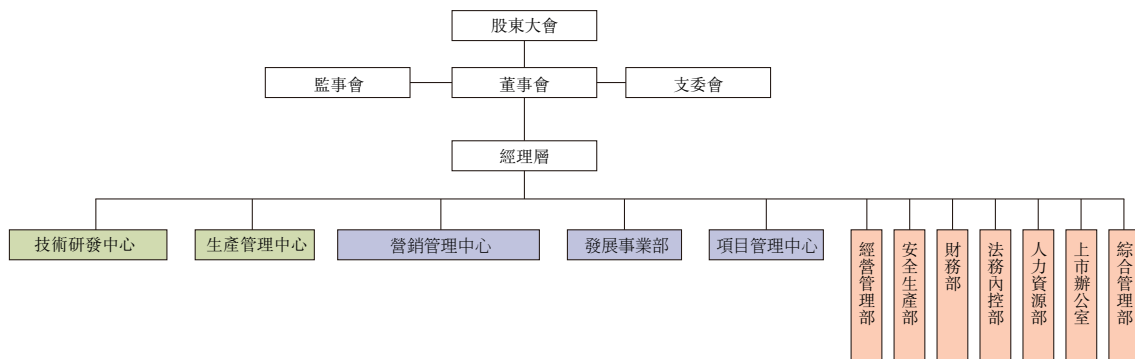 股東大會
監事會
董事會
支委會
經理層
技術研發中心
生產管理中心
營銷管理中心
發展事業部
項目管理中心
經營管理部
安全生產部
財務部
法務內控部
人力資源部
上市辦公室
綜合管理部